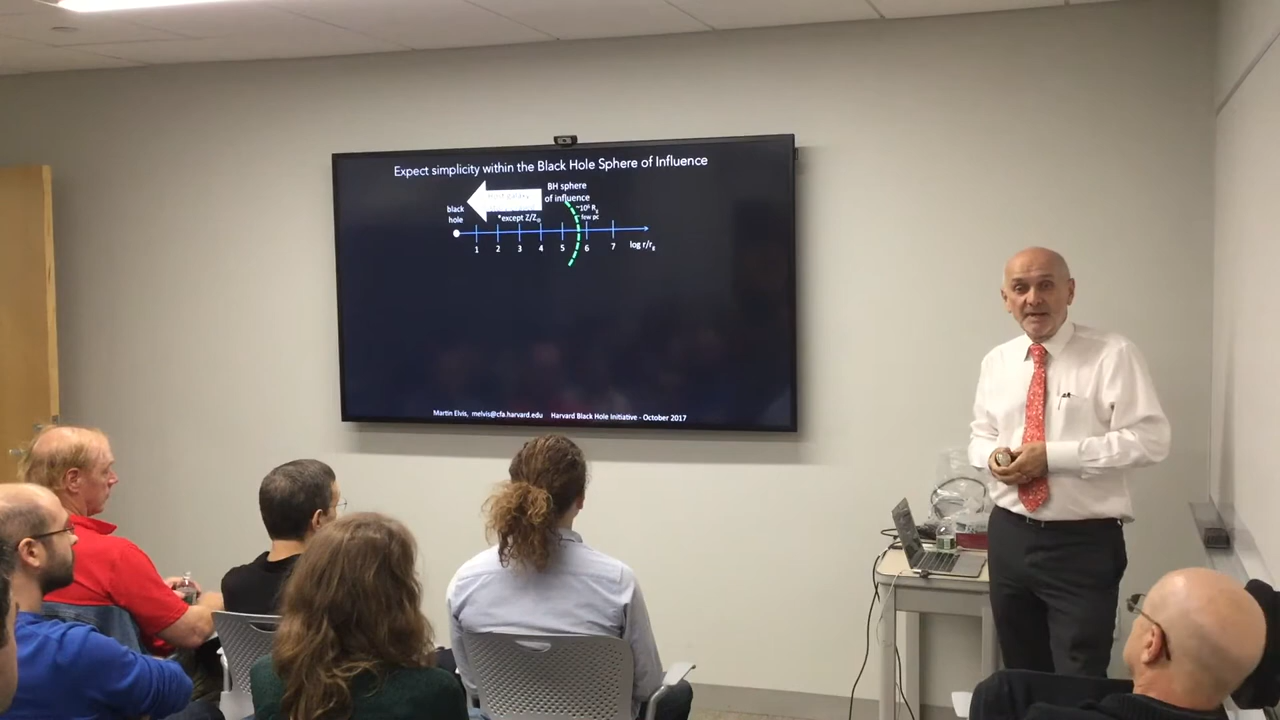 Expect simplicity within the Black Hole Sphere of Influence
BH sphere
of influence
black
hole
*except Z/Z☉
~10⁶ Rg
~ few pc
1 2 3 4 5 6 7 log r/rg
Martin Elvis, melvis@cfa.harvard.edu Harvard Black Hole Initiative - October 2017